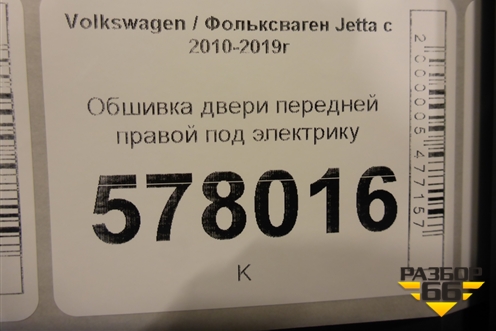 Volkswagen / Фольксваген Jetta с
2010-2019г
Обшивка двери передней
правой под электрику
578016
К
2000005477157
РАЗБОР
66